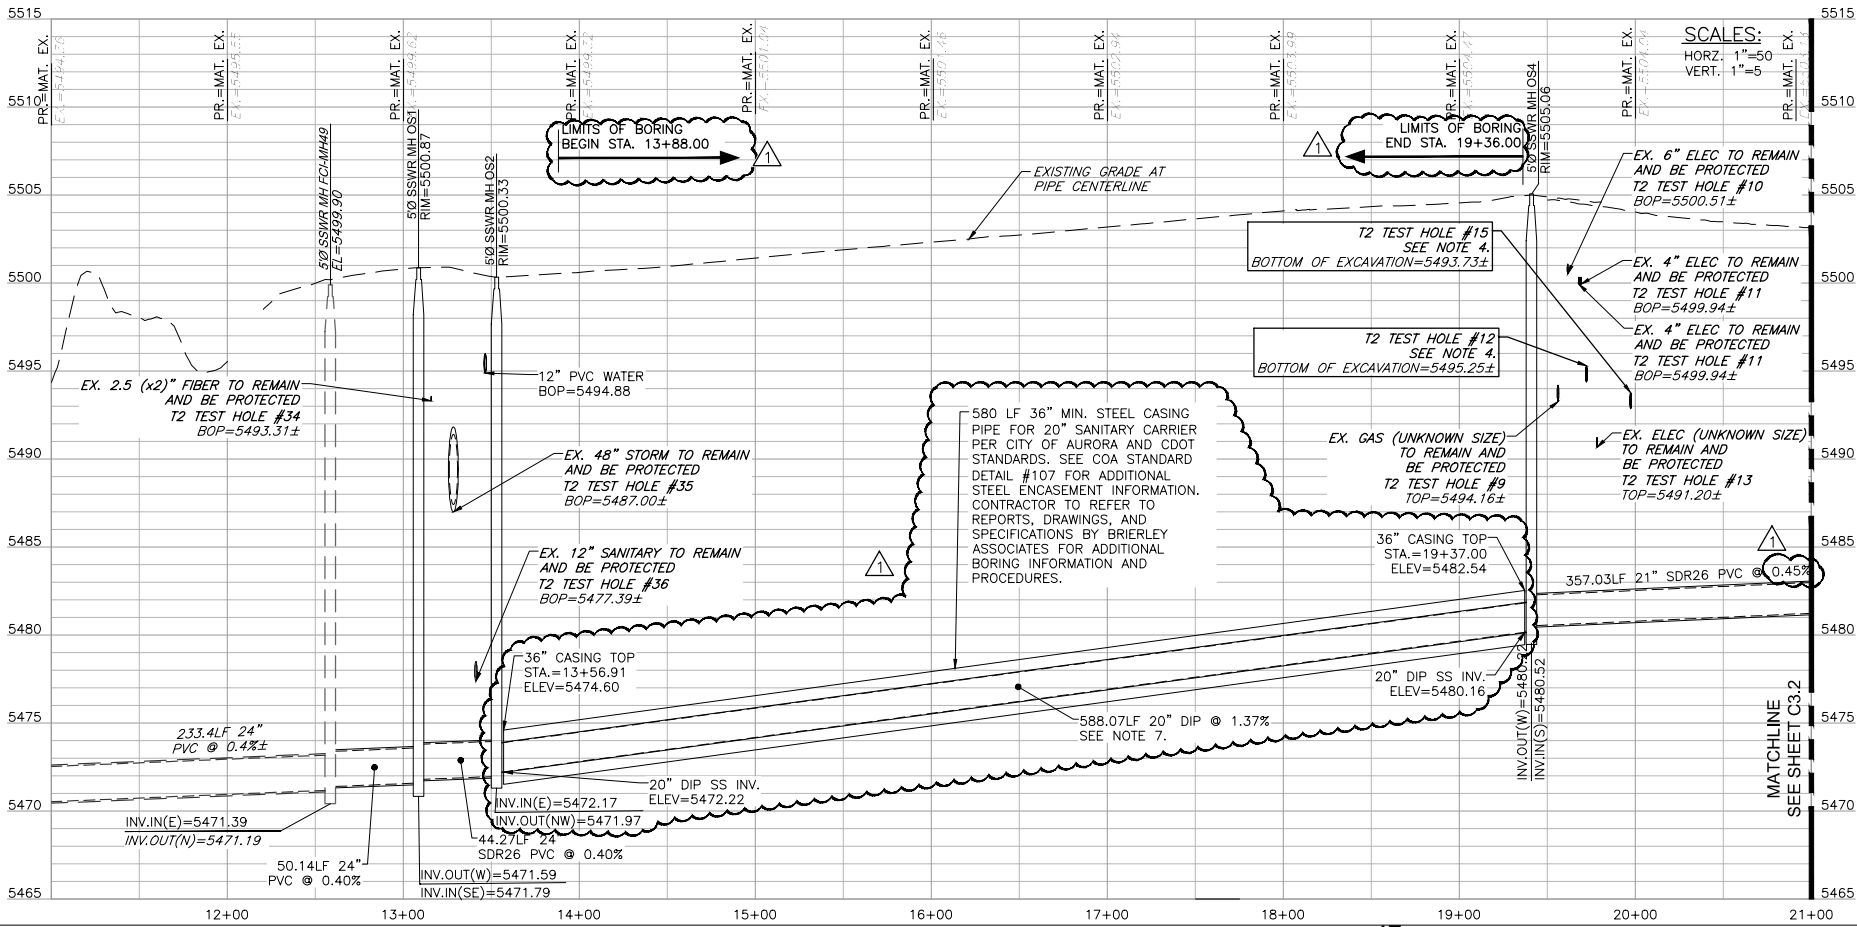 5515
5510
5505
5500
5495
5490
5485
5480
5475
5470
5465
PR.=MAT. EX.
PR.=MAT. EX.
PR.=MAT. EX.
PR.=MAT. EX.
PR.=MAT. EX.
PR.=MAT. EX.
PR.=MAT. EX.
PR.=MAT. EX.
PR.=MAT. EX.
PR.=MAT. EX.
PR.=MAT. EX.
SCALES:
HORZ. 1"=50
VERT. 1"=5
5'Ø SSWR MH FCI-MH49
EL=5499.90
5'Ø SSWR MH OS1
RIM=5500.87
5'Ø SSWR MH OS2
RIM=5500.33
LIMITS OF BORING
BEGIN STA. 13+88.00
1
EXISTING GRADE AT
PIPE CENTERLINE
1
LIMITS OF BORING
END STA. 19+36.00
5'Ø SSWR MH OS4
RIM=5505.06
EX. 6" ELEC TO REMAIN
AND BE PROTECTED
T2 TEST HOLE #10
BOP=5500.51±
T2 TEST HOLE #15
SEE NOTE 4.
BOTTOM OF EXCAVATION=5493.73±
EX. 4" ELEC TO REMAIN
AND BE PROTECTED
T2 TEST HOLE #11
BOP=5499.94±
T2 TEST HOLE #12
SEE NOTE 4.
BOTTOM OF EXCAVATION=5495.25±
EX. 4" ELEC TO REMAIN
AND BE PROTECTED
T2 TEST HOLE #11
BOP=5499.94±
EX. 2.5 (x2)" FIBER TO REMAIN
AND BE PROTECTED
T2 TEST HOLE #34
BOP=5493.31±
12" PVC WATER
BOP=5494.88
EX. 48" STORM TO REMAIN
AND BE PROTECTED
T2 TEST HOLE #35
BOP=5487.00±
580 LF 36" MIN. STEEL CASING
PIPE FOR 20" SANITARY CARRIER
PER CITY OF AURORA AND CDOT
STANDARDS. SEE COA STANDARD
DETAIL #107 FOR ADDITIONAL
STEEL ENCASEMENT INFORMATION.
CONTRACTOR TO REFER TO
REPORTS, DRAWINGS, AND
SPECIFICATIONS BY BRIERLEY
ASSOCIATES FOR ADDITIONAL
BORING INFORMATION AND
PROCEDURES.
EX. GAS (UNKNOWN SIZE)
TO REMAIN AND
BE PROTECTED
T2 TEST HOLE #9
TOP=5494.16±
EX. ELEC (UNKNOWN SIZE)
TO REMAIN AND
BE PROTECTED
T2 TEST HOLE #13
TOP=5491.20±
EX. 12" SANITARY TO REMAIN
AND BE PROTECTED
T2 TEST HOLE #36
BOP=5477.39±
1
36" CASING TOP
STA.=19+37.00
ELEV=5482.54
1
357.03LF 21" SDR26 PVC @ 0.45%
36" CASING TOP
STA.=13+56.91
ELEV=5474.60
20" DIP SS INV.
ELEV=5480.16
INV.OUT(W)=5480.22
INV.IN(S)=5480.52
588.07LF 20" DIP @ 1.37%
SEE NOTE 7.
233.4LF 24"
PVC @ 0.4%±
20" DIP SS INV.
ELEV=5472.22
INV.IN(E)=5472.17
INV.OUT(NW)=5471.97
INV.IN(E)=5471.39
INV.OUT(N)=5471.19
44.27LF 24
SDR26 PVC @ 0.40%
50.14LF 24"
PVC @ 0.40%
INV.OUT(W)=5471.59
INV.IN(SE)=5471.79
MATCHLINE
SEE SHEET C3.2
5515
5510
5505
5500
5495
5490
5485
5480
5475
5470
5465
12+00
13+00
14+00
15+00
16+00
17+00
18+00
19+00
20+00
21+00